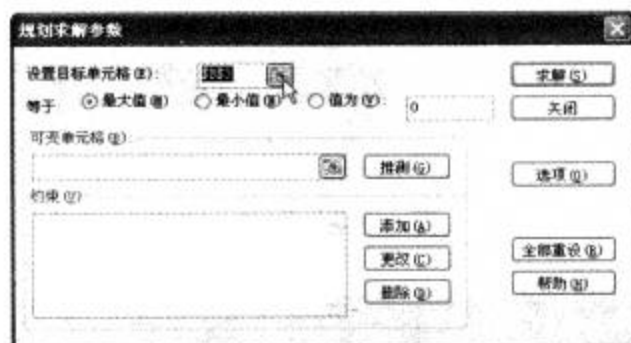 规划求解参数
设置目标单元格(E):
求解(S)
等于 最大值(M) 最小值(N) 值为(V): 0
关闭
可变单元格(B)
推测(G)
选项(O)
约束(U)
添加(A)
更改(C)
全部重设(R)
删除(D)
帮助(H)